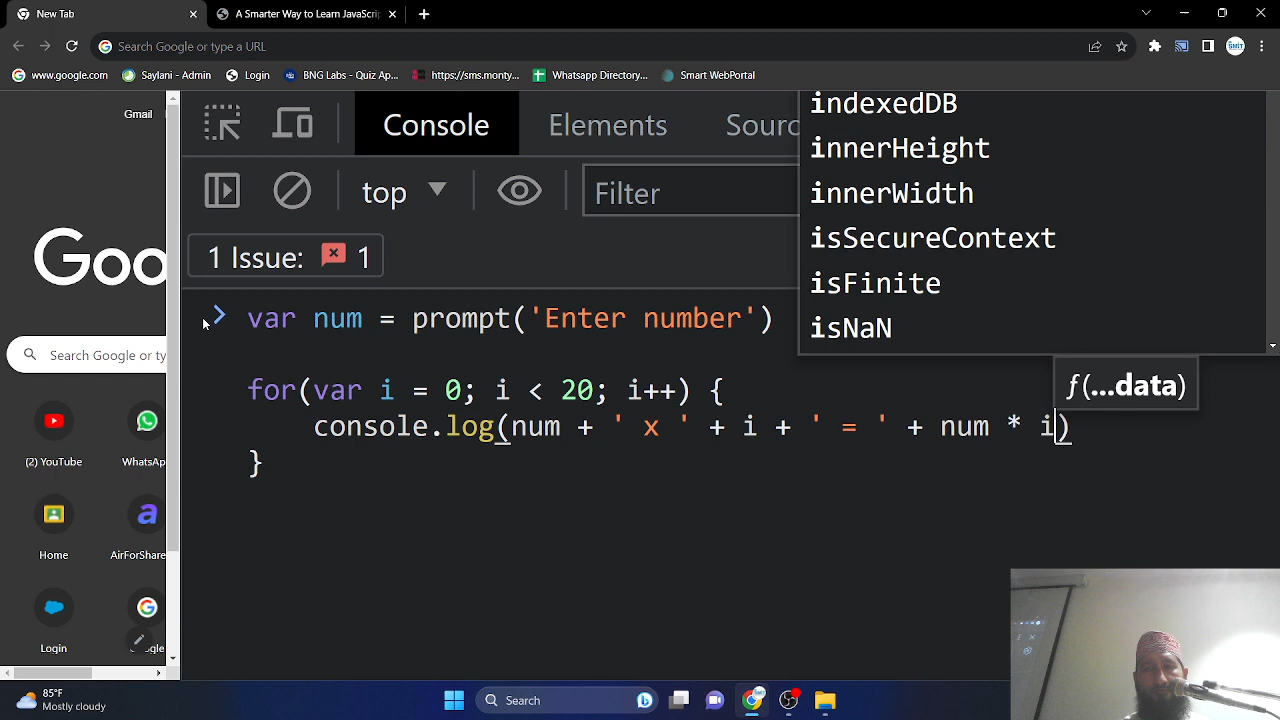 New Tab
A Smarter Way to Learn JavaScri
Search Google or type a URL
www.google.com
Saylani - Admin
Login
BNG Labs - Quiz Ap...
https://sms.monty...
Whatsapp Directory...
Smart WebPortal
Gmail
Goo
Search Google or ty
(2) YouTube
WhatsA
Home
AirForShare
Login
gle
Console
Elements
Sourc
top
Filter
1 Issue: 1
indexedDB
innerHeight
innerWidth
isSecureContext
isFinite
isNaN
ƒ(...data)
var num = prompt('Enter number')
for(var i = 0; i < 20; i++) {
console.log(num + ' x ' + i + ' = ' + num * i)
}
85°F
Mostly cloudy
Search